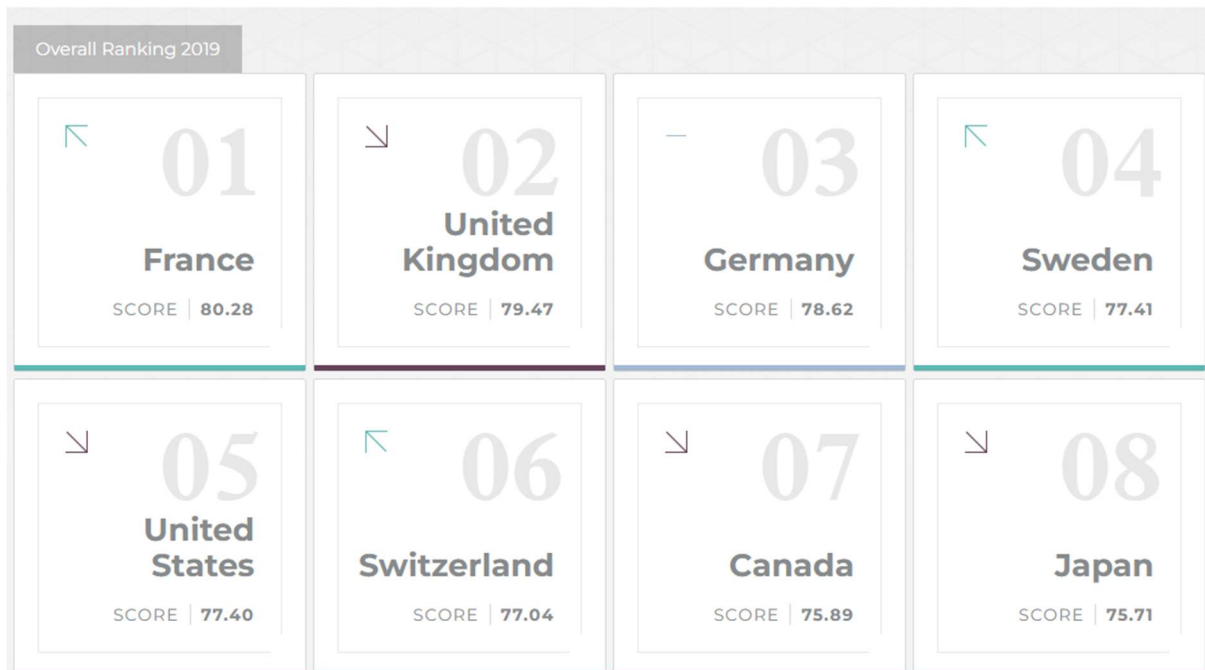 Overall Ranking 2019
01
France
SCORE 80.28
02
United
Kingdom
SCORE 79.47
03
Germany
SCORE 78.62
04
Sweden
SCORE 77.41
05
United
States
SCORE 77.40
06
Switzerland
SCORE 77.04
07
Canada
SCORE 75.89
08
Japan
SCORE 75.71